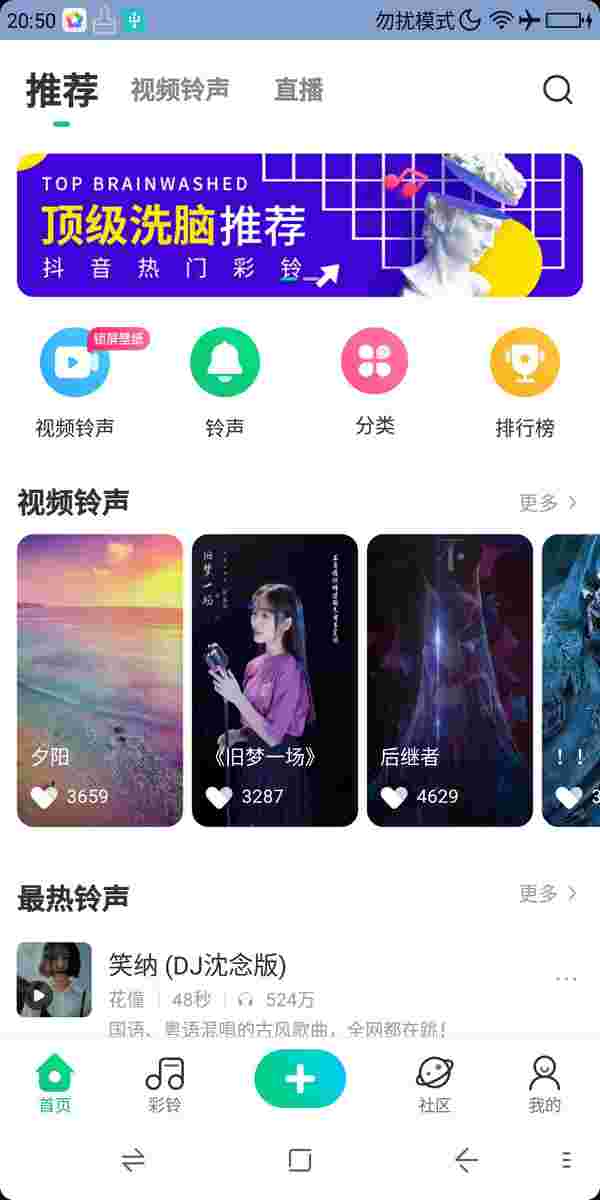 20:50
勿扰模式
推荐
视频铃声
直播
TOP BRAINWASHED
顶级洗脑推荐
抖音热门彩铃
锁屏壁纸
视频铃声
铃声
分类
排行榜
视频铃声
更多
旧梦一场
夕阳
3659
《旧梦一场》
3287
后继者
4629
！！
3
最热铃声
更多
笑纳 (DJ沈念版)
花僮 48秒 524万
国语、粤语混唱的古风歌曲，全网都在跳！
首页
彩铃
社区
我的